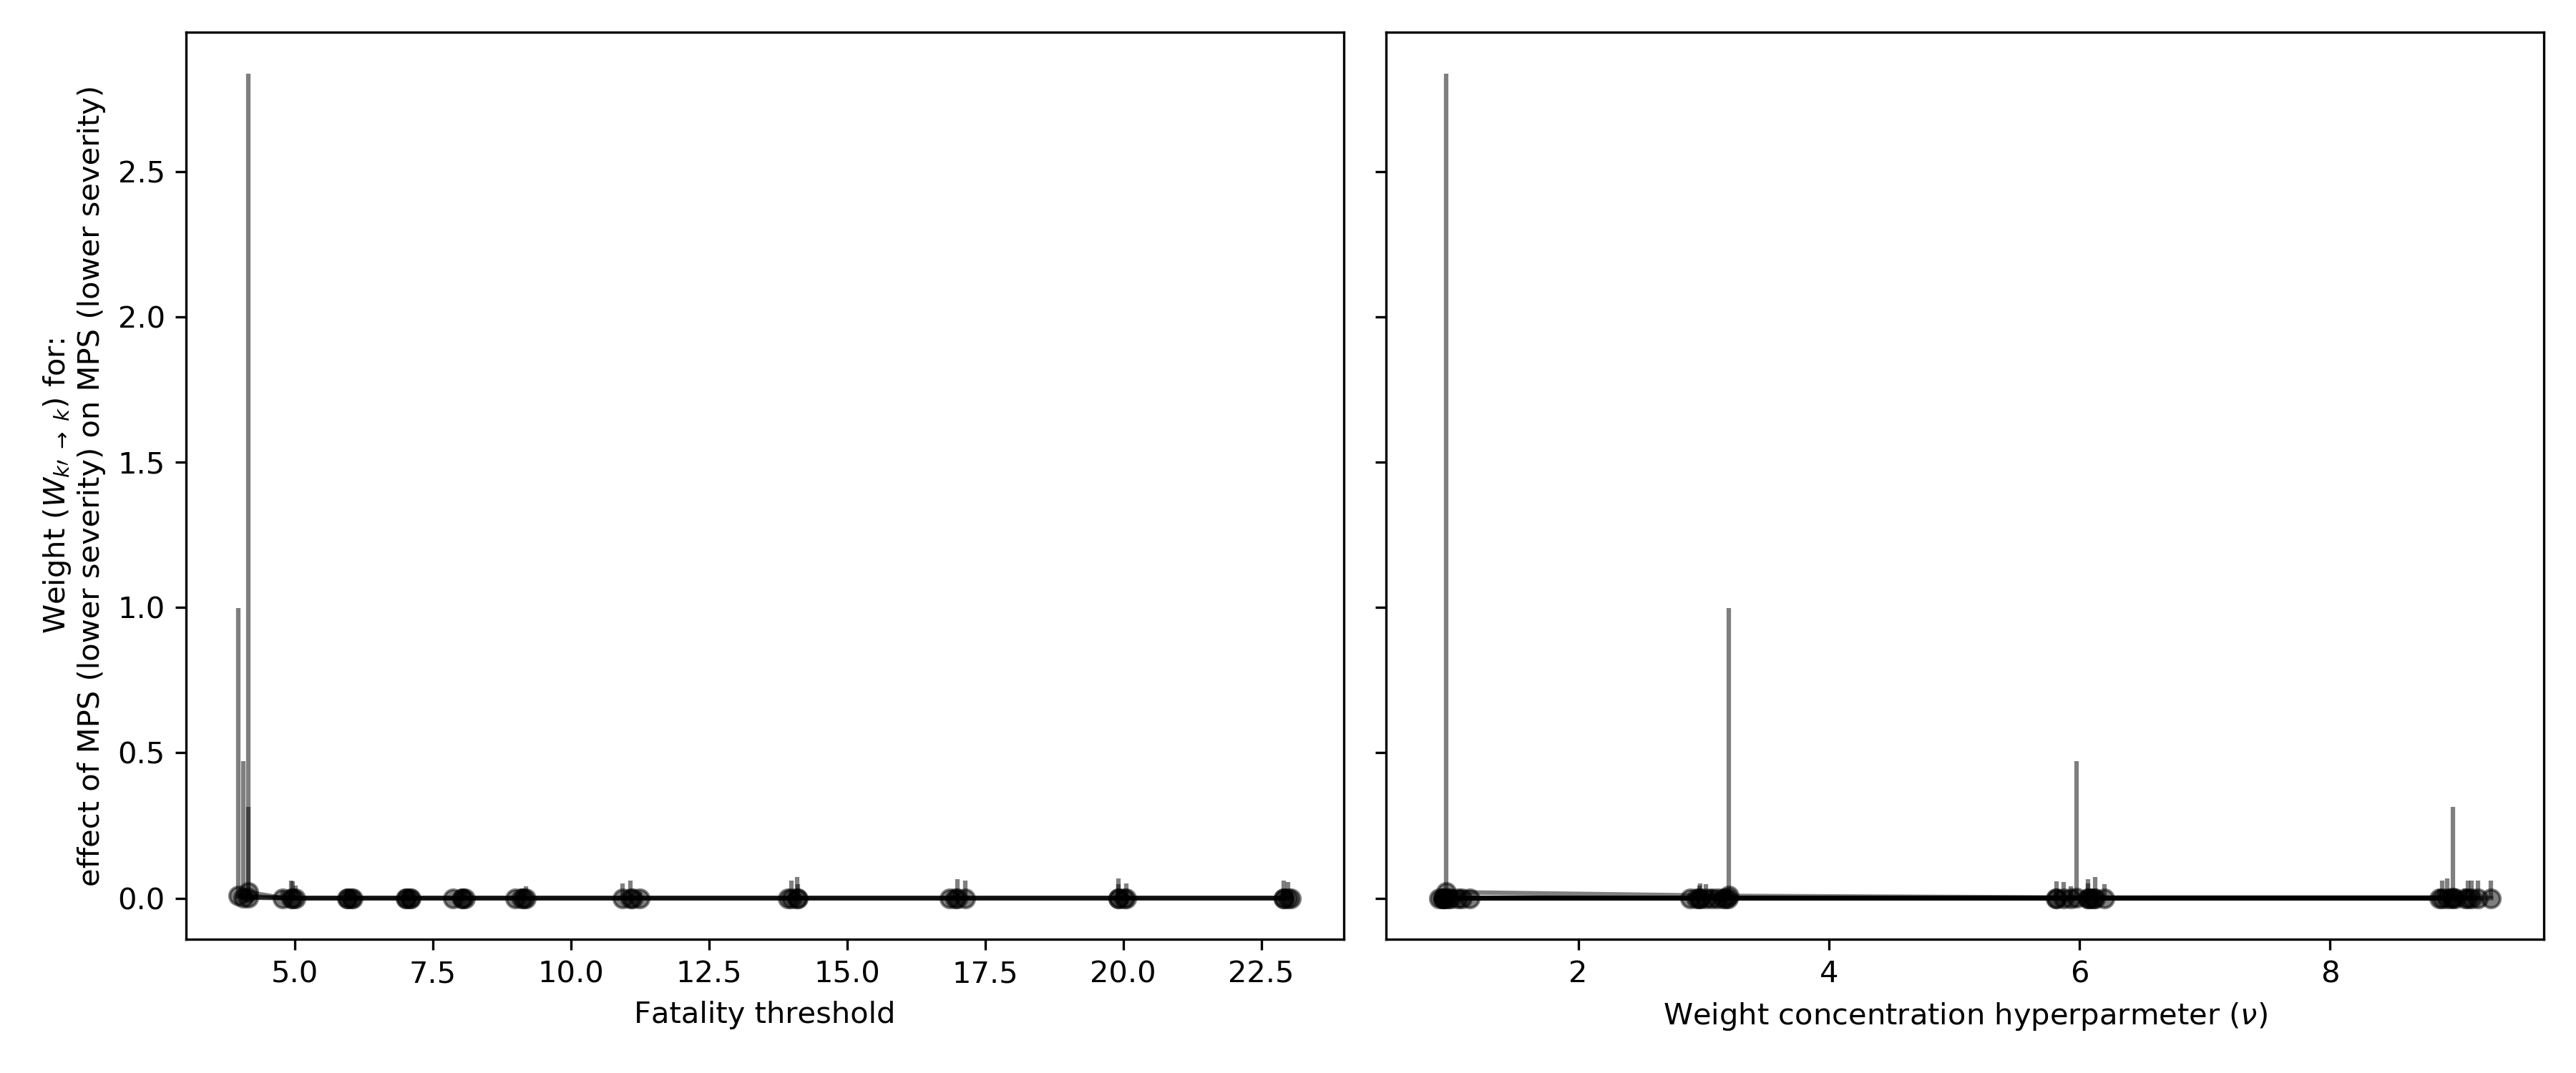 Weight (W_{k′ → k}) for:
effect of MPS (lower severity) on MPS (lower severity)
2.5
2.0
1.5
1.0
0.5
0.0
5.0 7.5 10.0 12.5 15.0 17.5 20.0 22.5
Fatality threshold
2 4 6 8
Weight concentration hyperparmeter (ν)